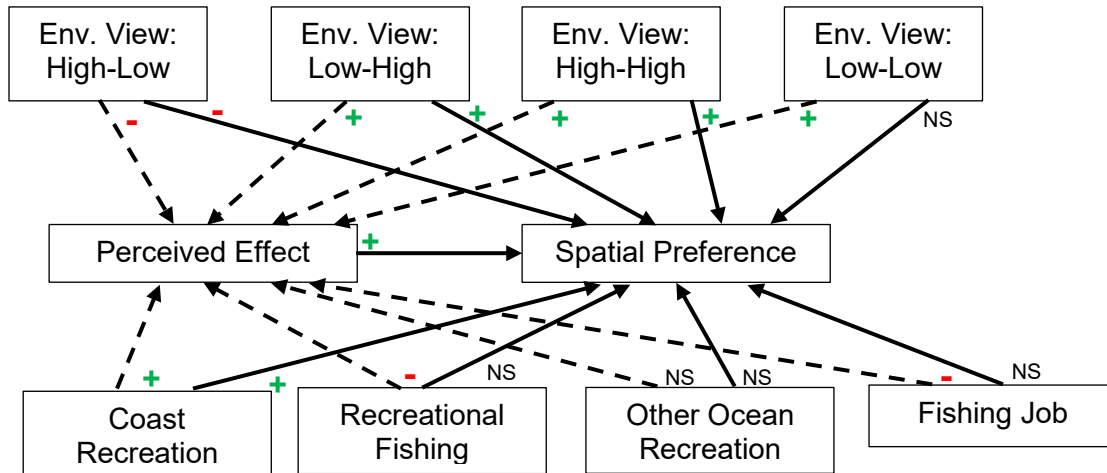 Env. View:
High-Low
Env. View:
Low-High
Env. View:
High-High
Env. View:
Low-Low
- - + + + + + NS
Perceived Effect
+
Spatial Preference
+ + - NS NS NS - NS
Coast
Recreation
Recreational
Fishing
Other Ocean
Recreation
Fishing Job